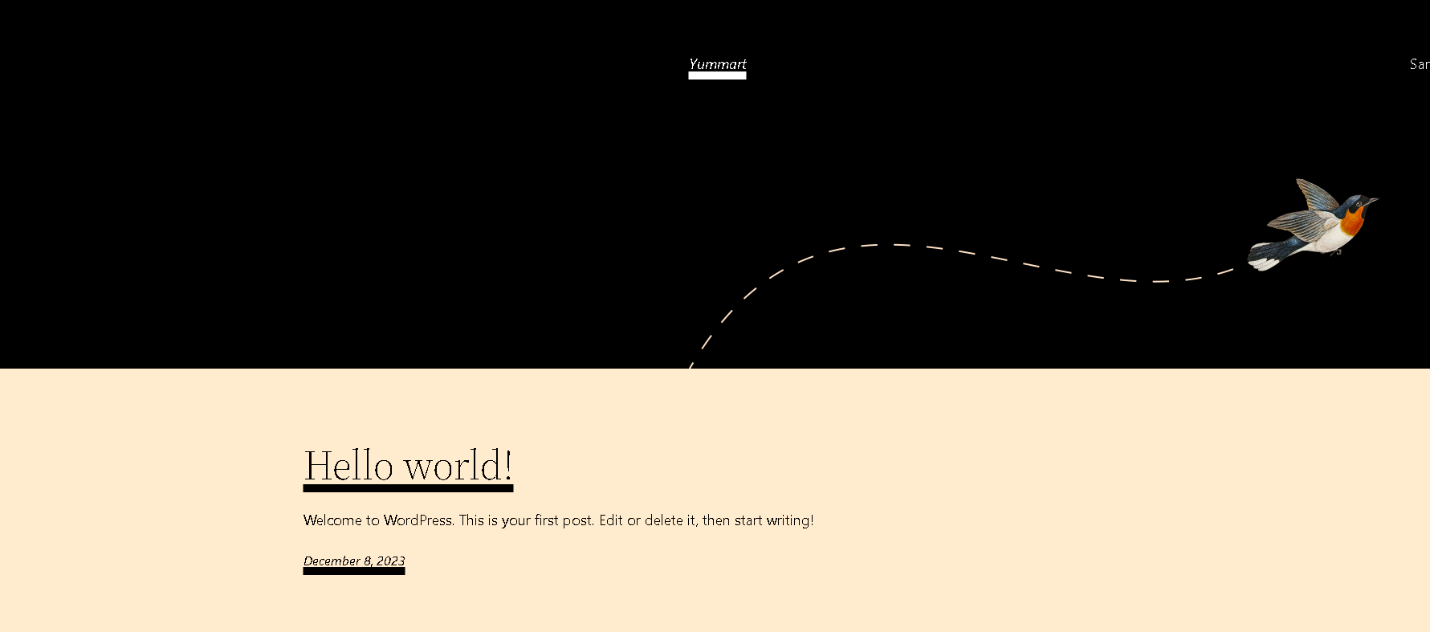 Yummart
Hello world!
Welcome to WordPress. This is your first post. Edit or delete it, then start writing!
December 8, 2023